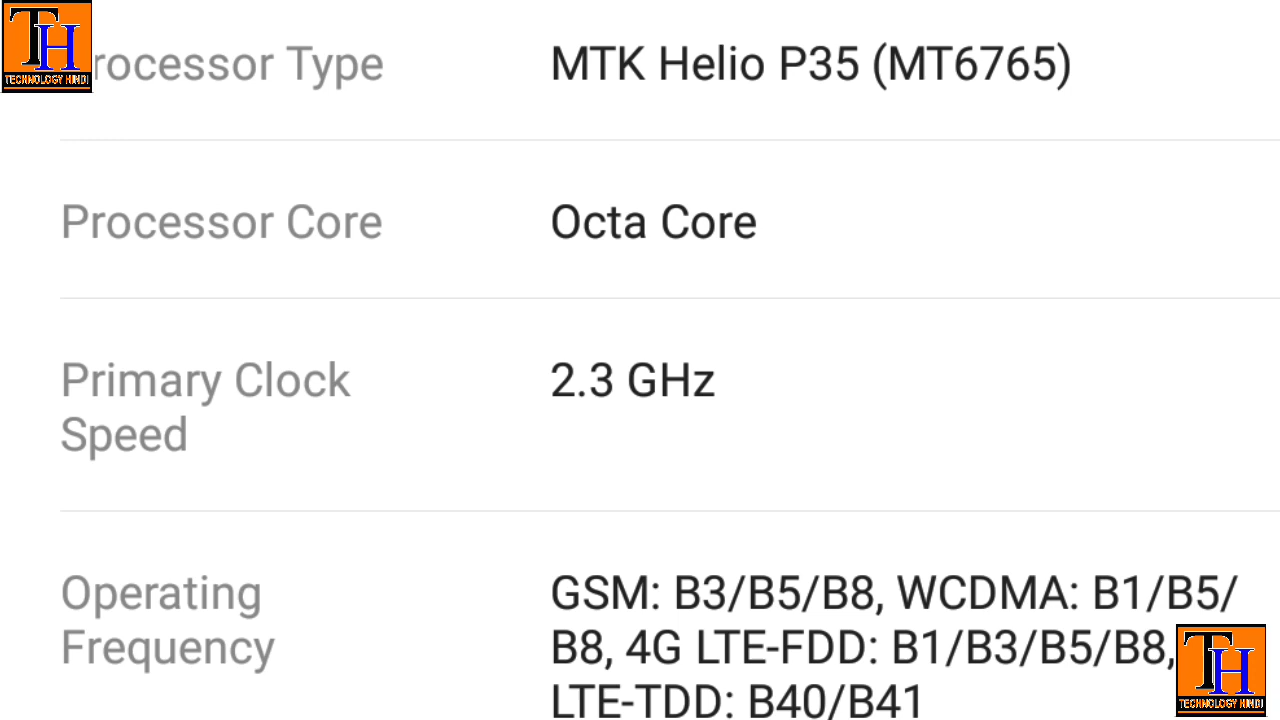 TH
TECHNOLOGY HINDI
rocessor Type MTK Helio P35 (MT6765)
Processor Core Octa Core
Primary Clock 2.3 GHz
Speed
Operating GSM: B3/B5/B8, WCDMA: B1/B5/
Frequency B8, 4G LTE-FDD: B1/B3/B5/B8,
LTE-TDD: B40/B41
TH
TECHNOLOGY HINDI